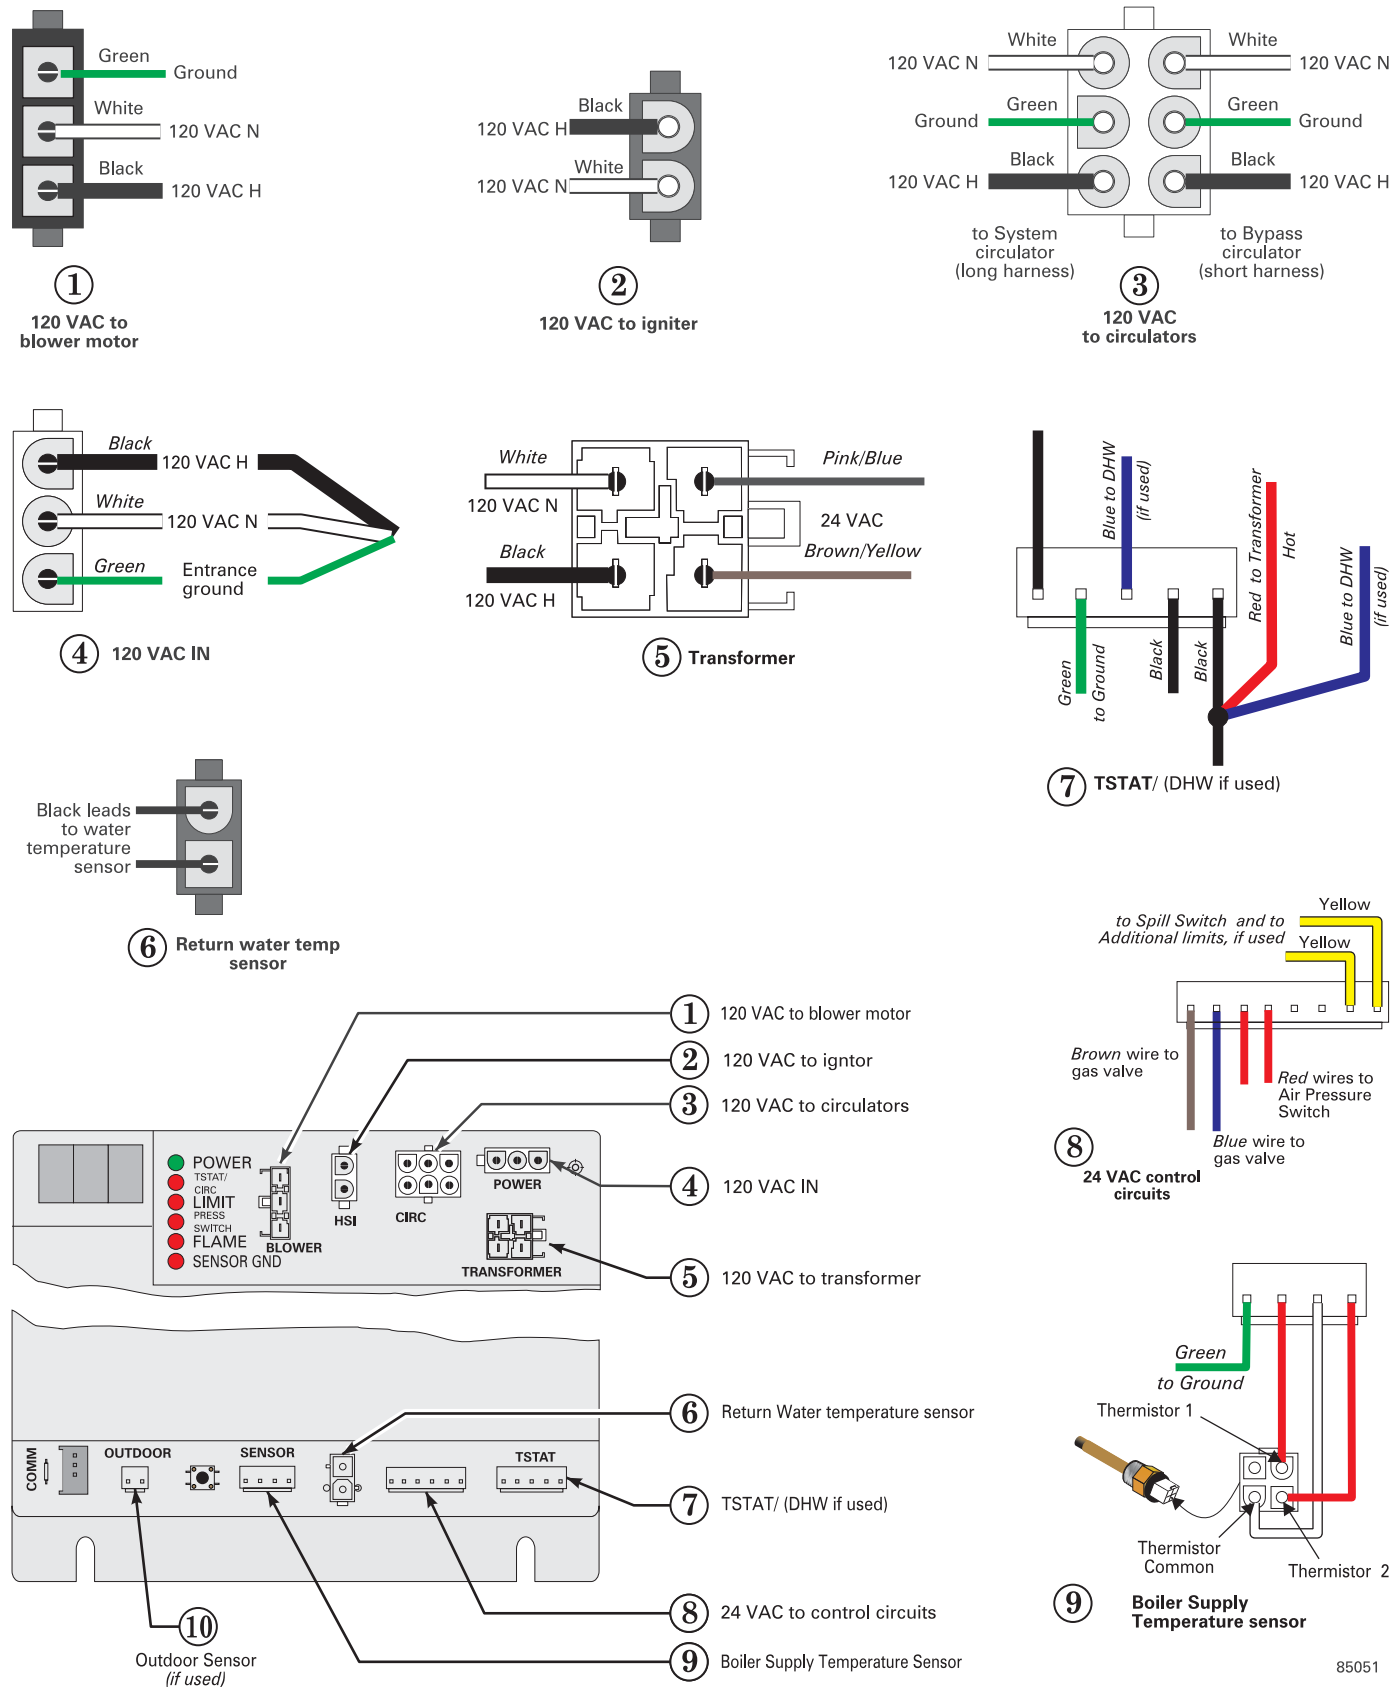 Green
Ground
White
120 VAC N
Black
120 VAC H
1
120 VAC to
blower motor
Black
120 VAC H
White
120 VAC N
2
120 VAC to igniter
White
120 VAC N
Green
Ground
Black
120 VAC H
White
120 VAC N
Green
Ground
Black
120 VAC H
to System
circulator
(long harness)
to Bypass
circulator
(short harness)
3
120 VAC
to circulators
Black
120 VAC H
White
120 VAC N
Green
Entrance
ground
4 120 VAC IN
White
120 VAC N
Black
120 VAC H
Pink/Blue
24 VAC
Brown/Yellow
5 Transformer
Blue to DHW
(if used)
Red to Transformer
Hot
Blue to DHW
(if used)
Green
to Ground
Black
Black
7 TSTAT/ (DHW if used)
Black leads
to water
temperature
sensor
6 Return water temp
sensor
Yellow
to Spill Switch and to
Additional limits, if used
Yellow
Brown wire to
gas valve
Red wires to
Air Pressure
Switch
Blue wire to
gas valve
8
24 VAC control
circuits
1 120 VAC to blower motor
2 120 VAC to igntor
3 120 VAC to circulators
4 120 VAC IN
5 120 VAC to transformer
POWER
TSTAT/
CIRC
LIMIT
PRESS
SWITCH
FLAME
SENSOR GND
BLOWER
HSI
CIRC
POWER
TRANSFORMER
Green
to Ground
Thermistor 1
Thermistor
Common
Thermistor 2
9 Boiler Supply
Temperature sensor
6 Return Water temperature sensor
COMM
OUTDOOR
SENSOR
TSTAT
7 TSTAT/ (DHW if used)
8 24 VAC to control circuits
9 Boiler Supply Temperature Sensor
10
Outdoor Sensor
(if used)
85051